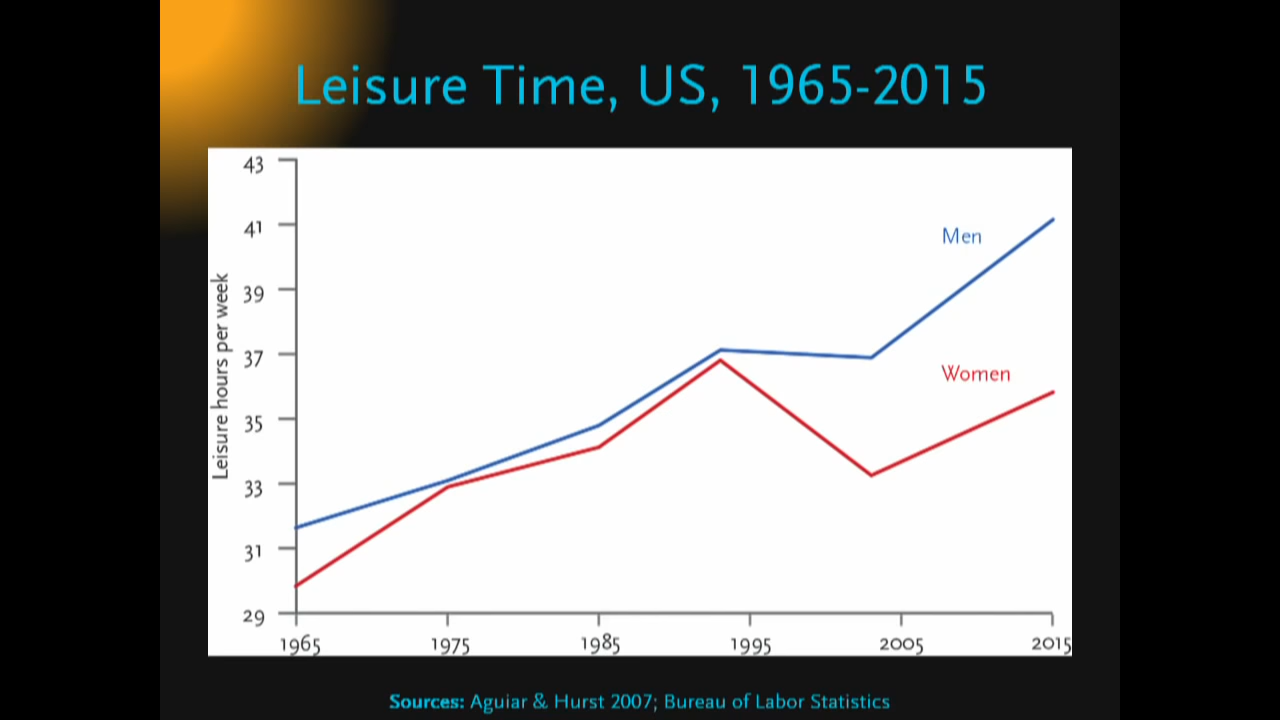 Leisure Time, US, 1965-2015
Leisure hours per week
43
41
39
37
35
33
31
29
Men
Women
1965 1975 1985 1995 2005 2015
Sources: Aguiar & Hurst 2007; Bureau of Labor Statistics